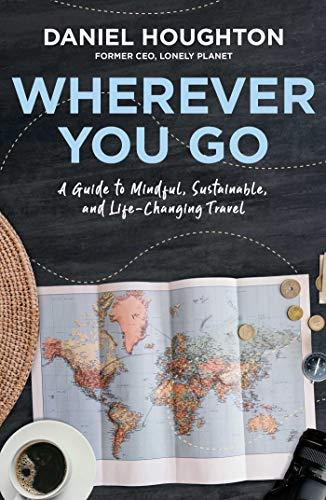 DANIEL HOUGHTON
FORMER CEO, LONELY PLANET
WHEREVER
YOU GO
A Guide to Mindful, Sustainable,
and Life-Changing Travel